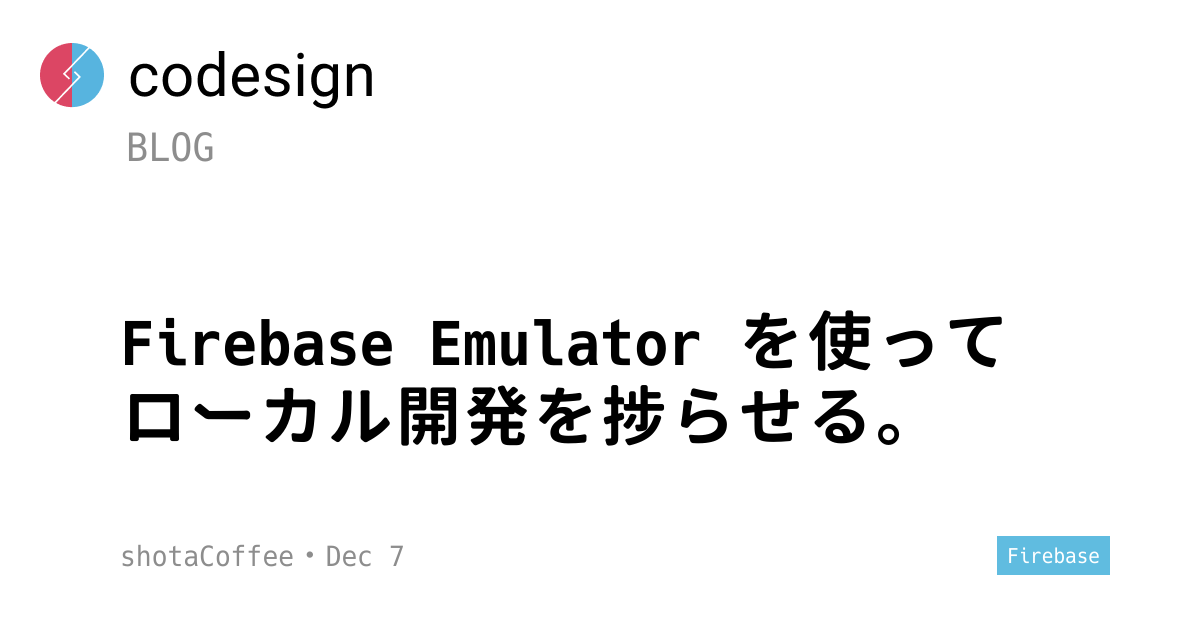 codesign
BLOG
Firebase Emulator を使って
ローカル開発を捗らせる。
shotaCoffee • Dec 7
Firebase